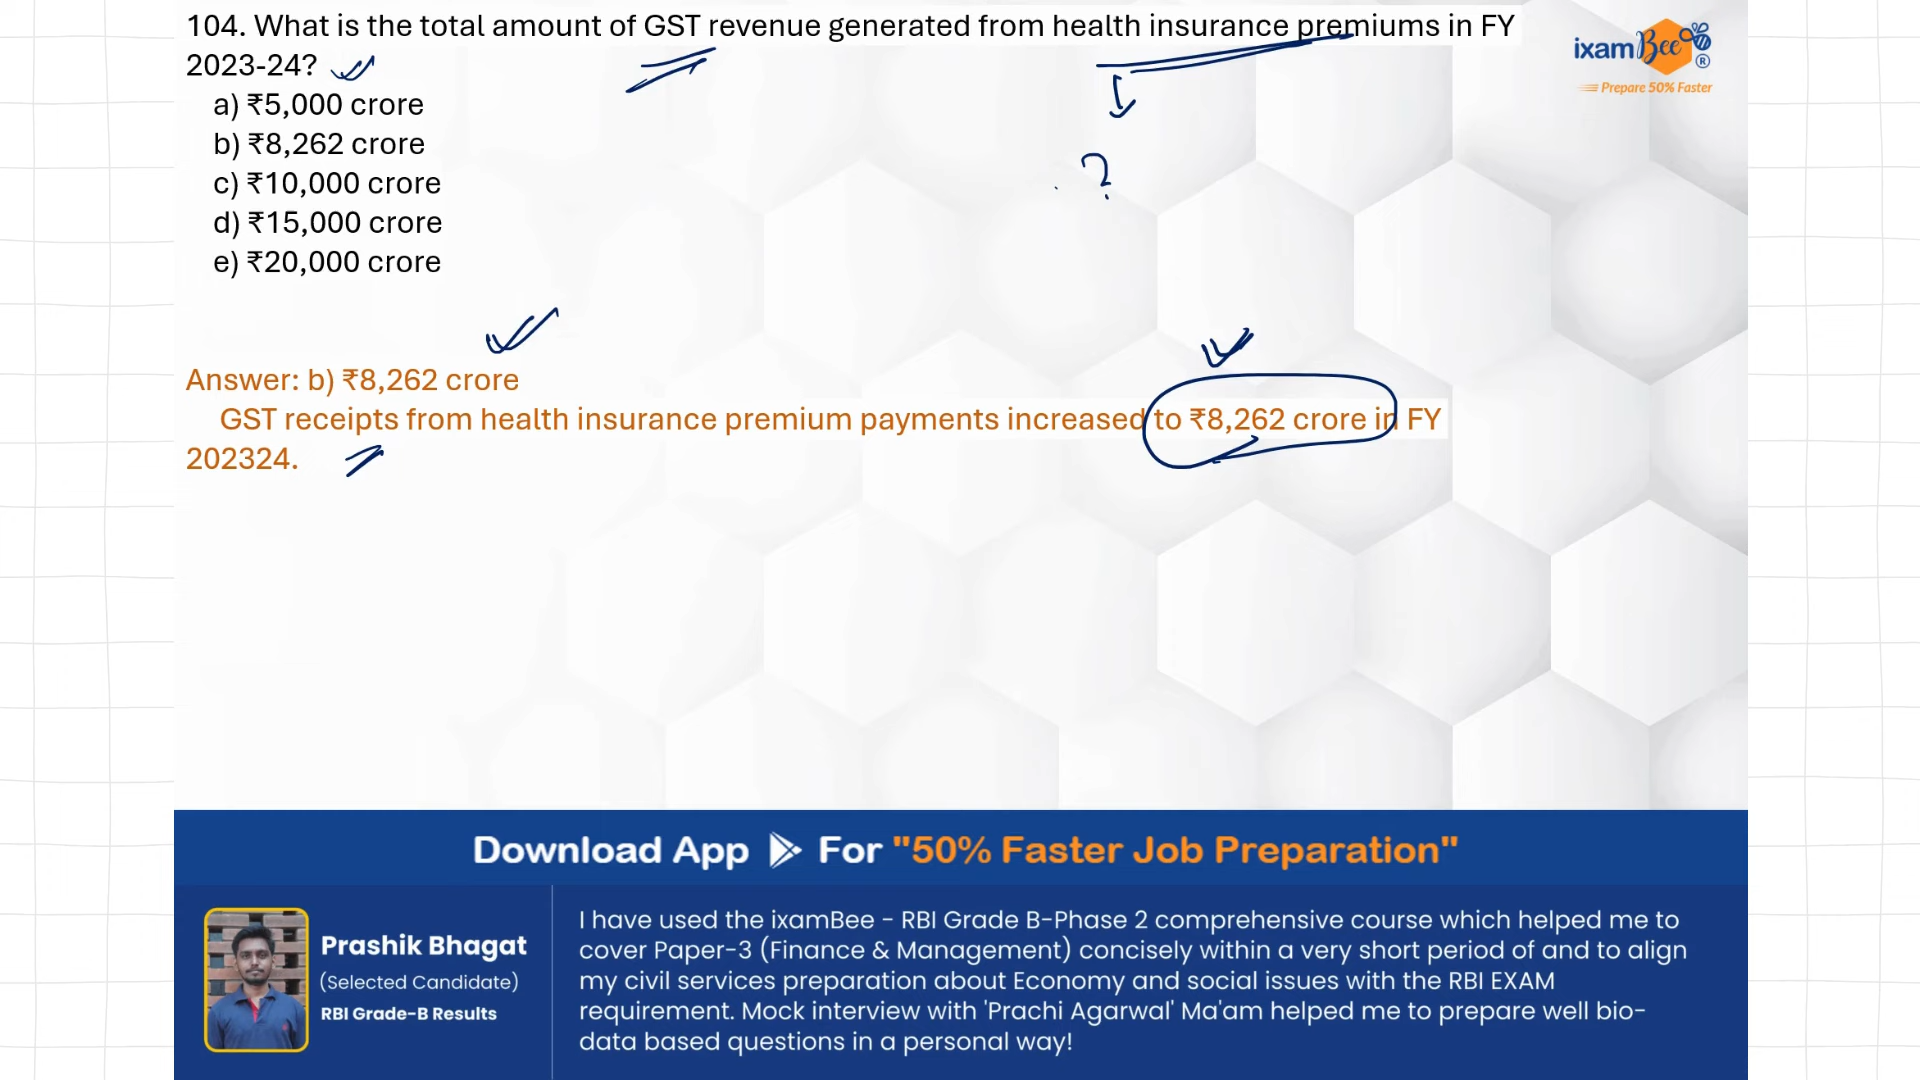 104. What is the total amount of GST revenue generated from health insurance premiums in FY
2023-24?
a) ₹5,000 crore
b) ₹8,262 crore
c) ₹10,000 crore
d) ₹15,000 crore
e) ₹20,000 crore
?
Answer: b) ₹8,262 crore
GST receipts from health insurance premium payments increased to ₹8,262 crore in FY
202324.
ixamBee ®
Prepare 50% Faster
Download App For "50% Faster Job Preparation"
Prashik Bhagat
(Selected Candidate)
RBI Grade-B Results
I have used the ixamBee - RBI Grade B-Phase 2 comprehensive course which helped me to
cover Paper-3 (Finance & Management) concisely within a very short period of and to align
my civil services preparation about Economy and social issues with the RBI EXAM
requirement. Mock interview with 'Prachi Agarwal' Ma'am helped me to prepare well bio-
data based questions in a personal way!